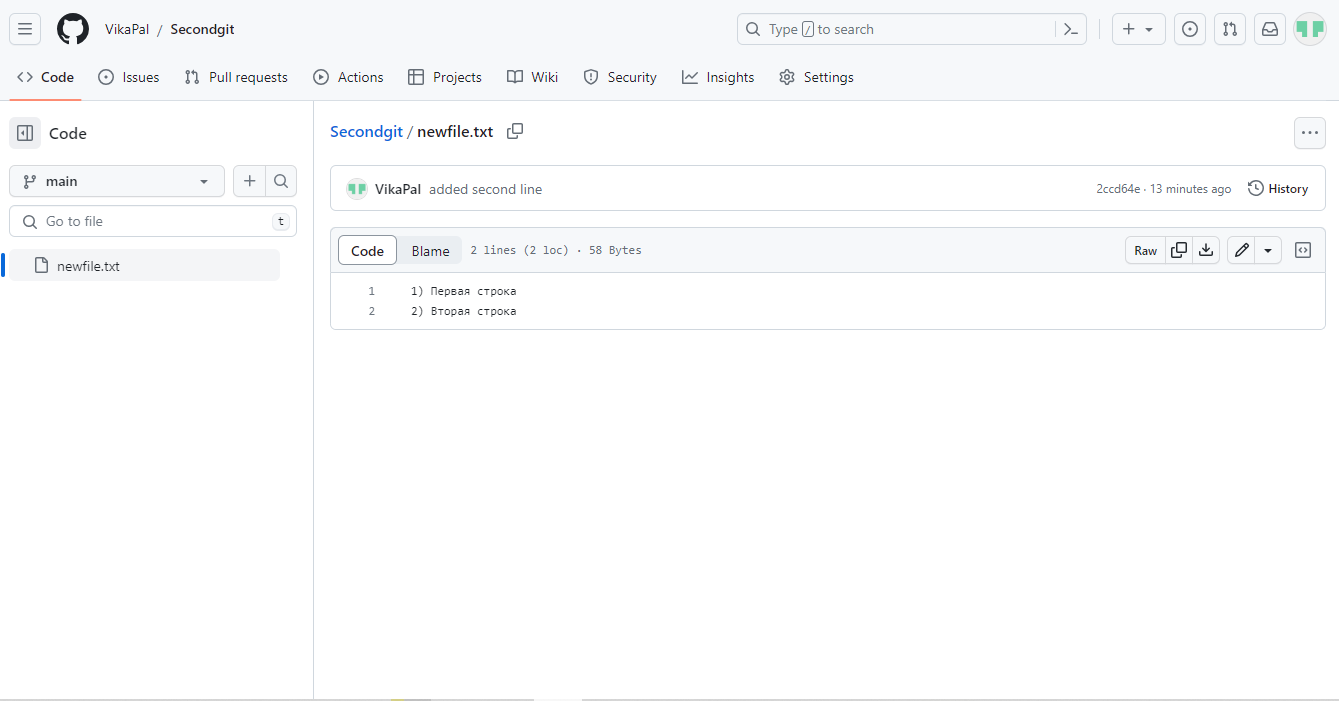 VikaPal / Secondgit
Type / to search
Code Issues Pull requests Actions Projects Wiki Security Insights Settings
Code
main
Go to file t
newfile.txt
Secondgit / newfile.txt
VikaPal added second line 2ccd64e · 13 minutes ago History
Code Blame 2 lines (2 loc) · 58 Bytes Raw
1 1) Первая строка
2 2) Вторая строка